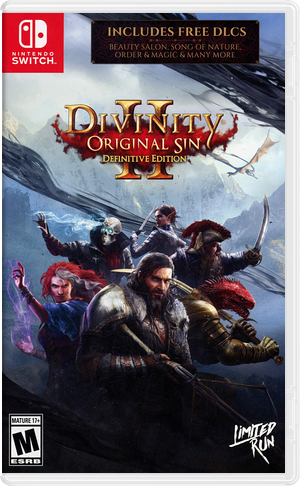 NINTENDO
SWITCH™
INCLUDES FREE DLCS
BEAUTY SALON, SONG OF NATURE,
ORDER & MAGIC & MANY MORE
DIVINITY
II
ORIGINAL SIN
DEFINITIVE EDITION
MATURE 17+
M
ESRB
LIMITED
RUN